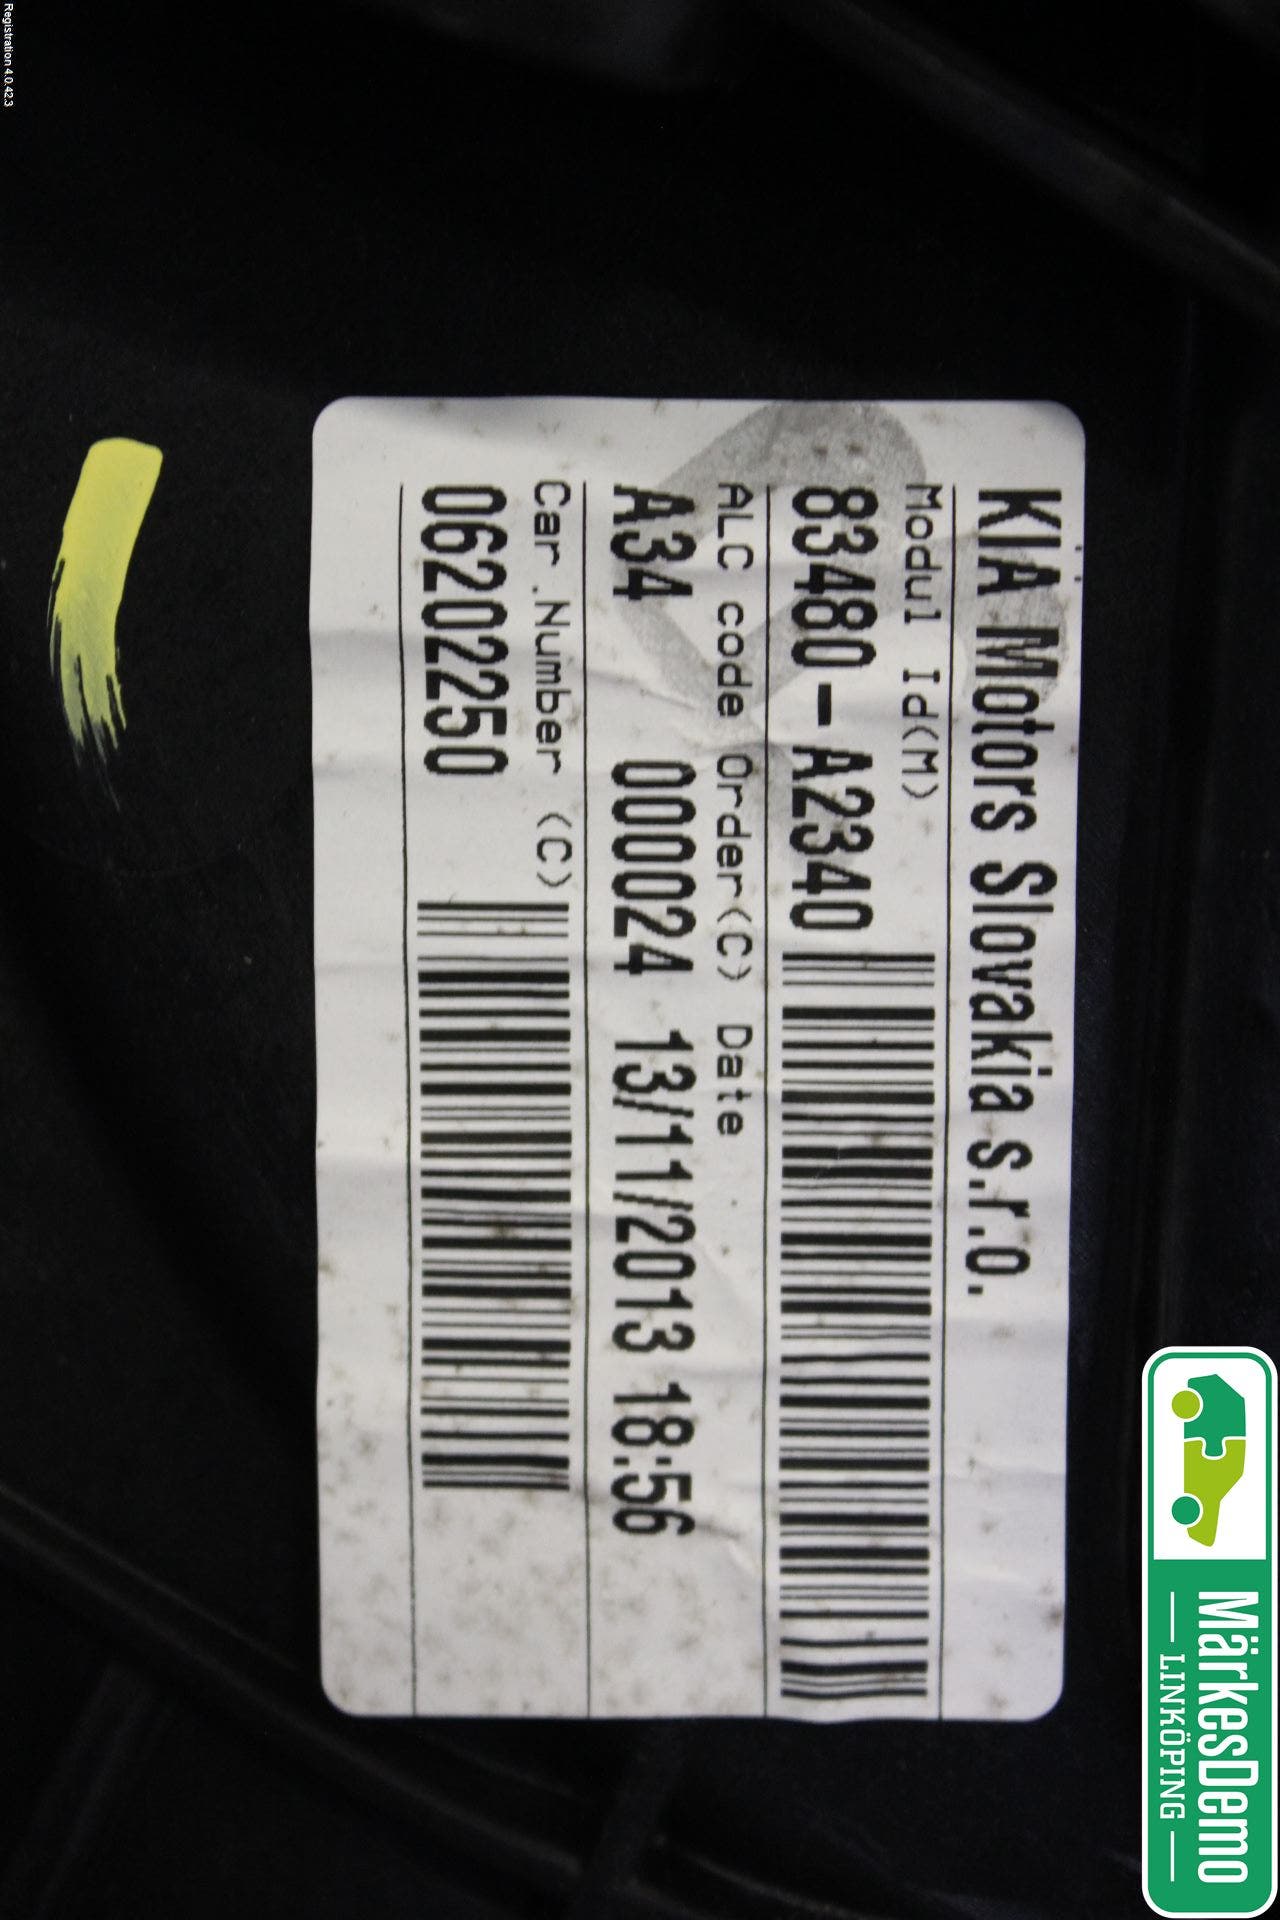 Registration 4.0.42.3
KIA Motors Slovakia s.r.o.
Modul Id(M)
83480-A2340
ALC code Order(C) Date
A34 000024 13/11/2013 18:56
Car Number (C)
06202250
MärkesDemo
LINKÖPING